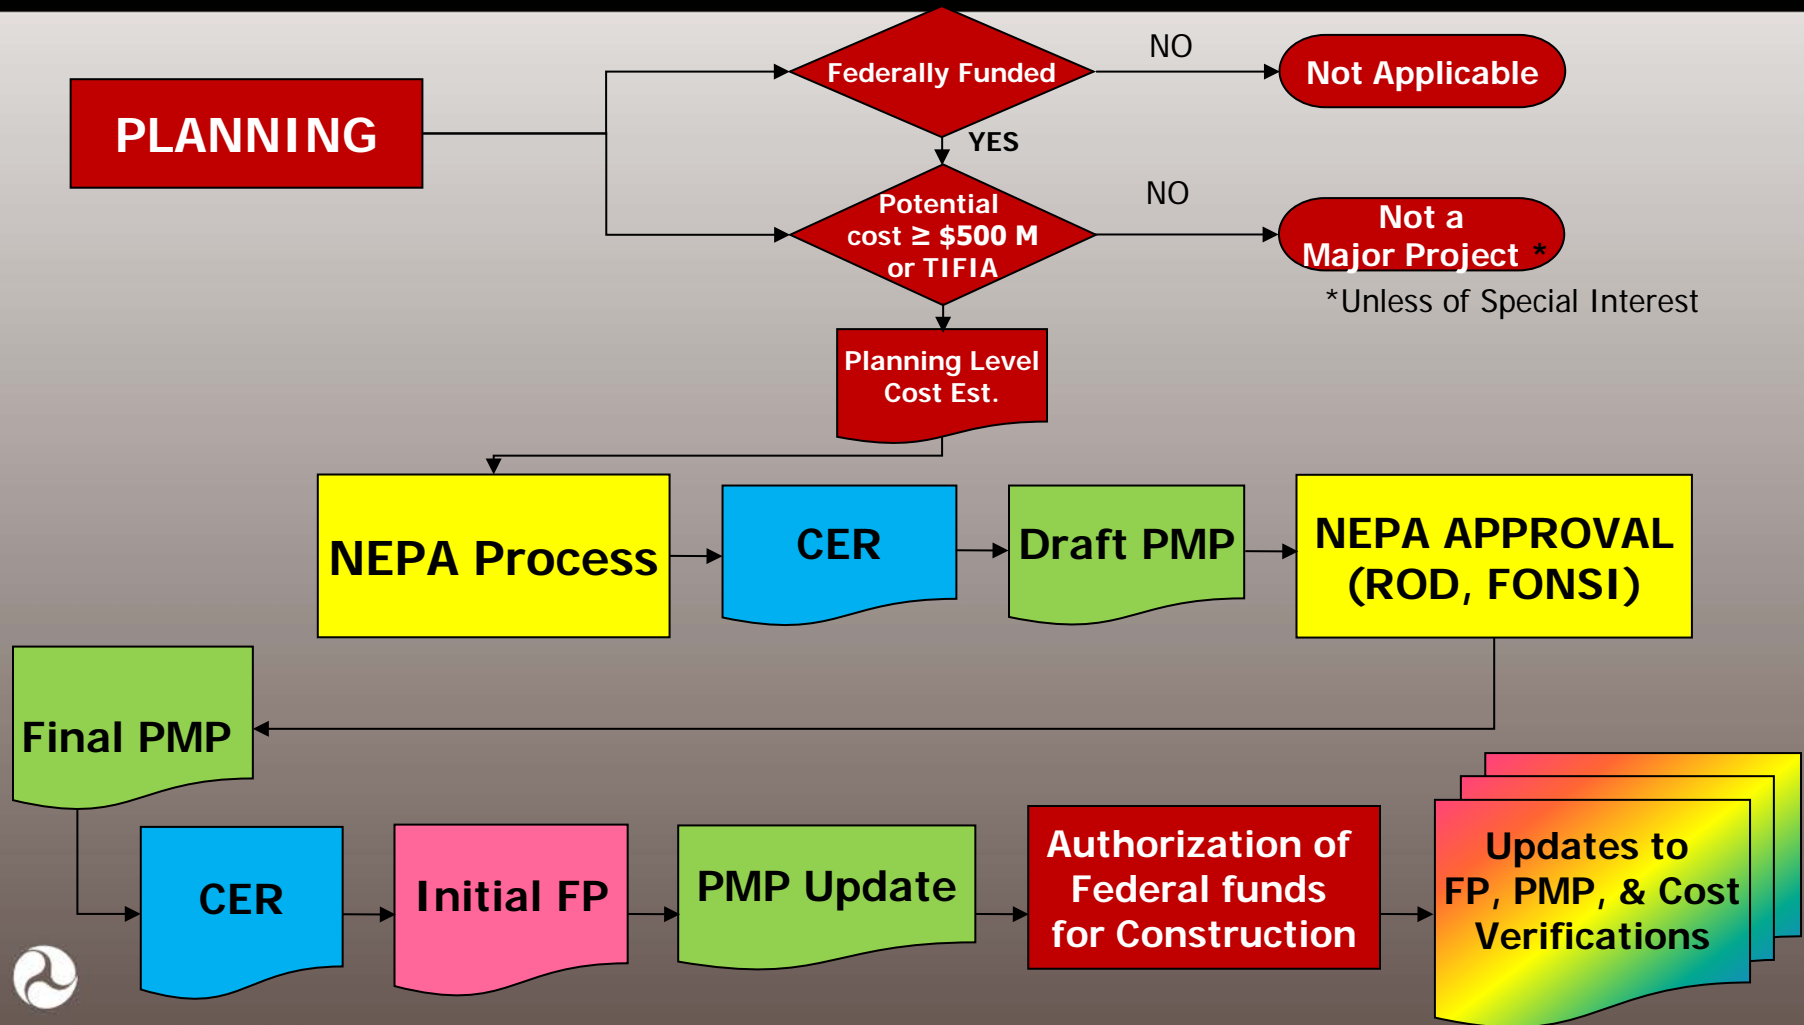 PLANNING
Federally Funded
NO
Not Applicable
YES
Potential
cost ≥ $500 M
or TIFIA
NO
Not a
Major Project *
*Unless of Special Interest
Planning Level
Cost Est.
NEPA Process
CER
Draft PMP
NEPA APPROVAL
(ROD, FONSI)
Final PMP
CER
Initial FP
PMP Update
Authorization of
Federal funds
for Construction
Updates to
FP, PMP, & Cost
Verifications